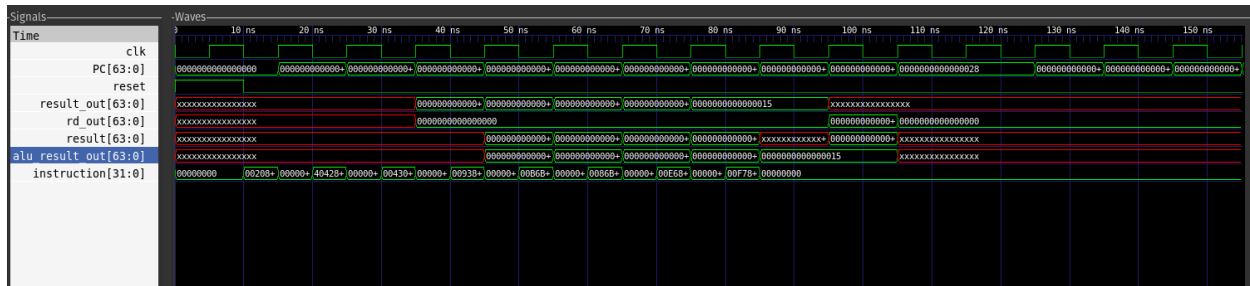 Signals Waves
Time 0 10 ns 20 ns 30 ns 40 ns 50 ns 60 ns 70 ns 80 ns 90 ns 100 ns 110 ns 120 ns 130 ns 140 ns 150 ns
clk
PC[63:0] 0000000000000000 000000000000+ 000000000000+ 000000000000+ 000000000000+ 000000000000+ 000000000000+ 000000000000+ 000000000000+ 000000000000+ 0000000000000028 000000000000+ 000000000000+ 000000000000+
reset
result_out[63:0] xxxxxxxxxxxxxxxx 000000000000+ 000000000000+ 000000000000+ 000000000000+ 0000000000000015 xxxxxxxxxxxxxxxx
rd_out[63:0] xxxxxxxxxxxxxxxx 0000000000000000 000000000000+ 0000000000000000
result[63:0] xxxxxxxxxxxxxxxx 000000000000+ 000000000000+ 000000000000+ 000000000000+ xxxxxxxxxxxx+ 000000000000+ xxxxxxxxxxxxxxxx
alu_result_out[63:0] xxxxxxxxxxxxxxxx 000000000000+ 000000000000+ 000000000000+ 000000000000+ 0000000000000015 xxxxxxxxxxxxxxxx
instruction[31:0] 00000000 00208+ 00000+ 40428+ 00000+ 00430+ 00000+ 00938+ 00000+ 00B6B+ 00000+ 0086B+ 00000+ 00E68+ 00000+ 00F78+ 00000000